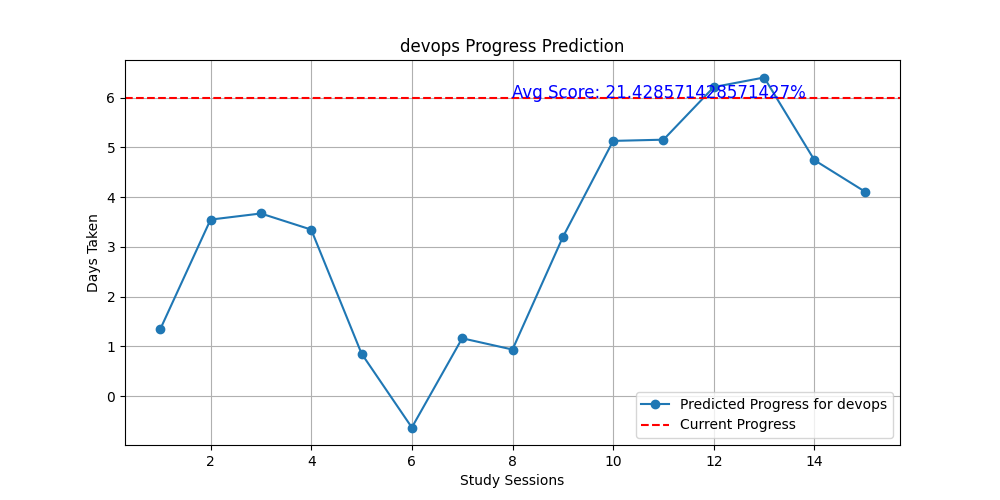 devops Progress Prediction
Avg Score: 21.428571428571427%
Days Taken
6
5
4
3
2
1
0
2 4 6 8 10 12 14
Study Sessions
Predicted Progress for devops
Current Progress